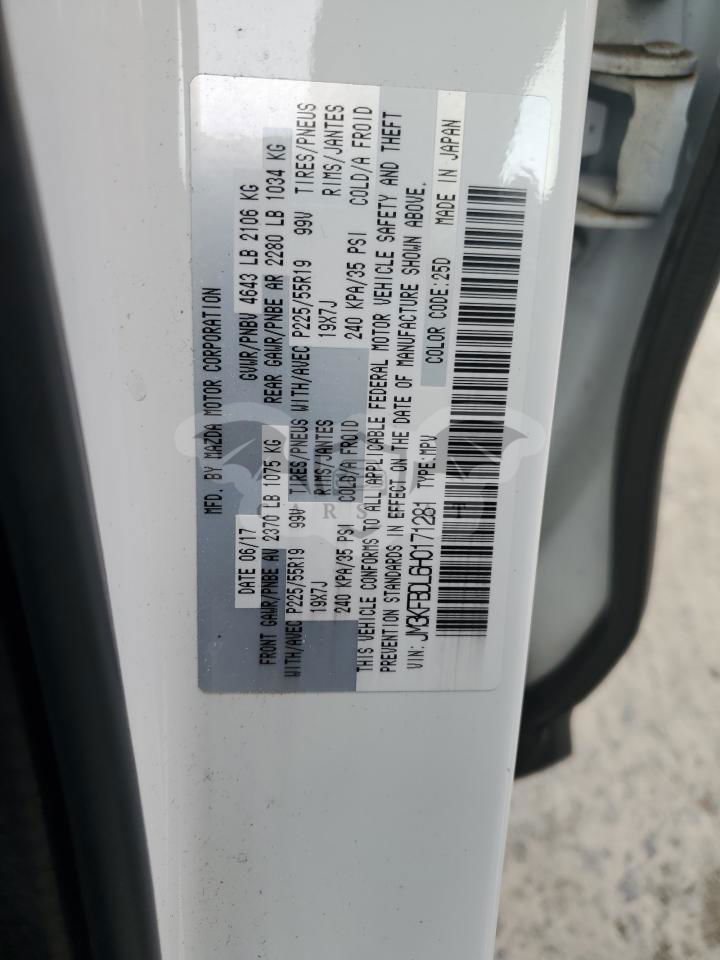 MFD. BY MAZDA MOTOR CORPORATION
DATE 06/17 GVWR/PNBV 4643 LB 2106 KG
FRONT GAWR/PNBE AV 2370 LB 1075 KG REAR GAWR/PNBE AR 2280 LB 1034 KG
WITH/AVEC P225/55R19 99V TIRES/PNEUS WITH/AVEC P225/55R19 99V TIRES/PNEUS
19X7J RIMS/JANTES 19X7J RIMS/JANTES
240 KPA/35 PSI COLD/A FROID 240 KPA/35 PSI COLD/A FROID
THIS VEHICLE CONFORMS TO ALL APPLICABLE FEDERAL MOTOR VEHICLE SAFETY AND THEFT
PREVENTION STANDARDS IN EFFECT ON THE DATE OF MANUFACTURE SHOWN ABOVE.
VIN: JM3KFBDL6H0171281 TYPE:MPV COLOR CODE:25D MADE IN JAPAN